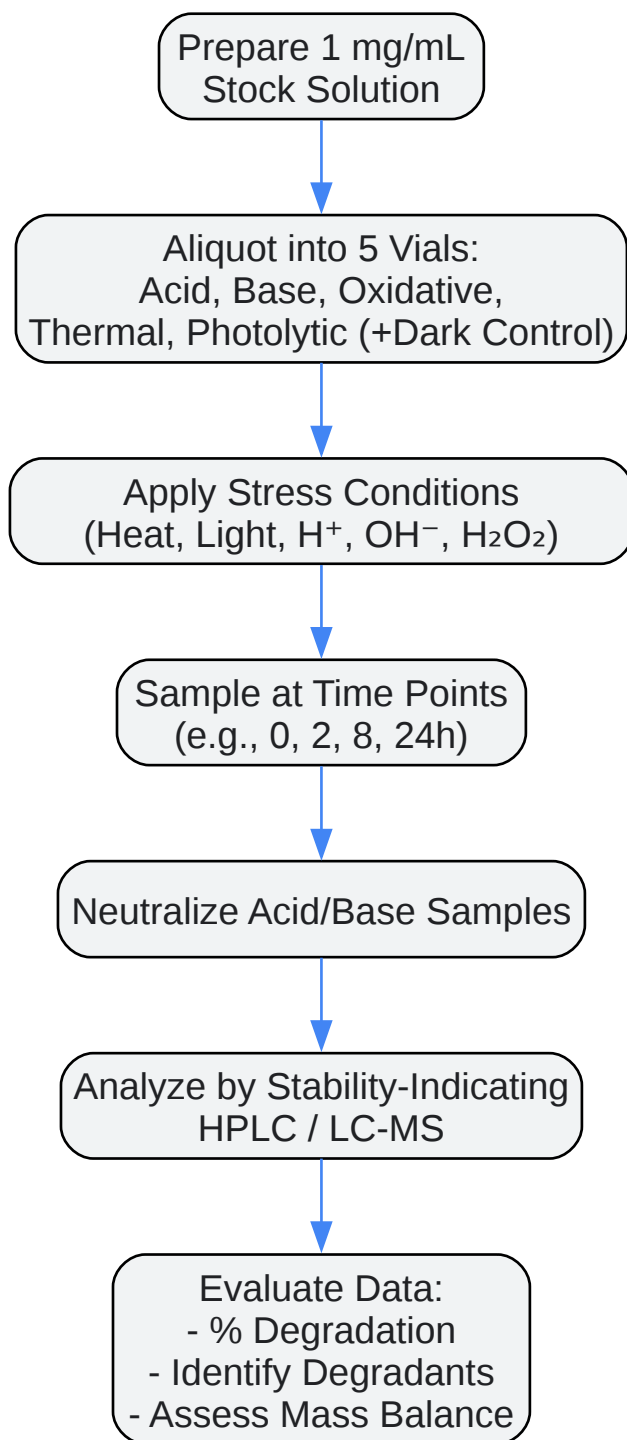 Prepare 1 mg/mL
Stock Solution
Aliquot into 5 Vials:
Acid, Base, Oxidative,
Thermal, Photolytic (+Dark Control)
Apply Stress Conditions
(Heat, Light, H⁺, OH⁻, H₂O₂)
Sample at Time Points
(e.g., 0, 2, 8, 24h)
Neutralize Acid/Base Samples
Analyze by Stability-Indicating
HPLC / LC-MS
Evaluate Data:
- % Degradation
- Identify Degradants
- Assess Mass Balance